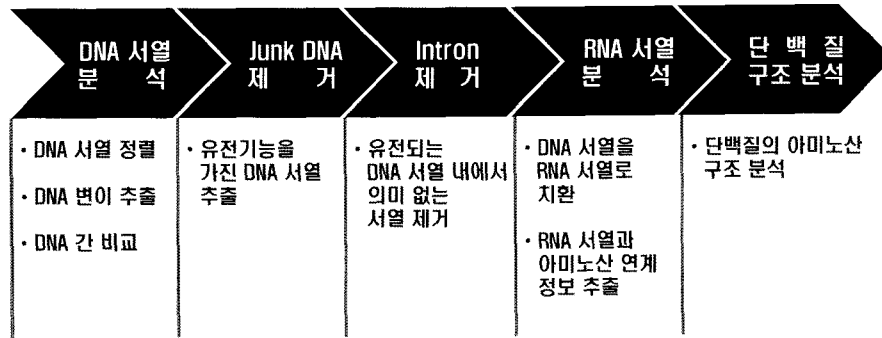 DNA 서열
분 석
Junk DNA
제 거
Intron
제 거
RNA 서열
분 석
단 백 질
구조 분석
· DNA 서열 정렬
· DNA 변이 추출
· DNA 간 비교
· 유전기능을
가진 DNA 서열
추출
· 유전되는
DNA 서열 내에서
의미 없는
서열 제거
· DNA 서열을
RNA 서열로
치환
· RNA 서열과
아미노산 연계
정보 추출
· 단백질의 아미노산
구조 분석